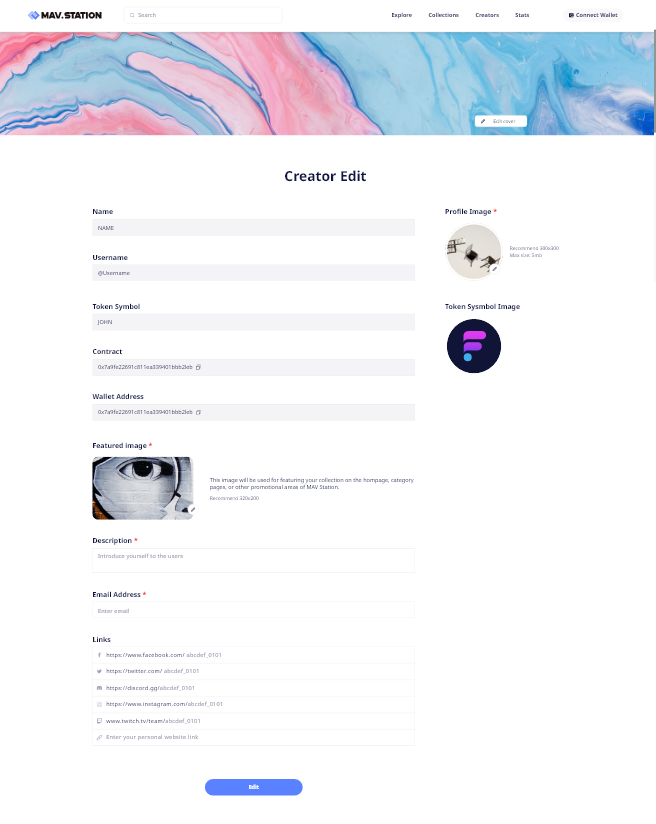 MAV.STATION
Search
Explore
Collections
Creators
Stats
Connect Wallet
Edit cover
Creator Edit
Name
NAME
Profile Image *
Recommend 300x300
Max size: 2mb
Username
@Username
Token Symbol
JOHN
Token Sysmbol Image
Contract
0x7a9fe22691c811ea339401bbb2leb
Wallet Address
0x7a9fe22691c811ea339401bbb2leb
Featured image *
This image will be used for featuring your collection on the hompage, category
pages, or other promotional areas of MAV Station.
Recommend 320x200
Description *
Introduce yourself to the users
Email Address *
Enter email
Links
https://www.facebook.com/ abcdef_0101
https://twitter.com/ abcdef_0101
https://discord.gg/abcdef_0101
https://www.instagram.com/abcdef_0101
www.twitch.tv/team/abcdef_0101
Enter your personal website link
Edit